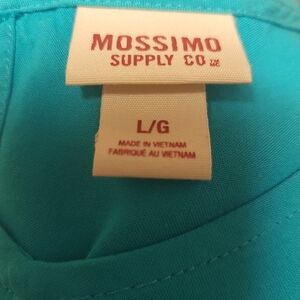 MOSSIMO
SUPPLY CO
L/G
MADE IN VIETNAM
FABRIQUÉ AU VIETNAM